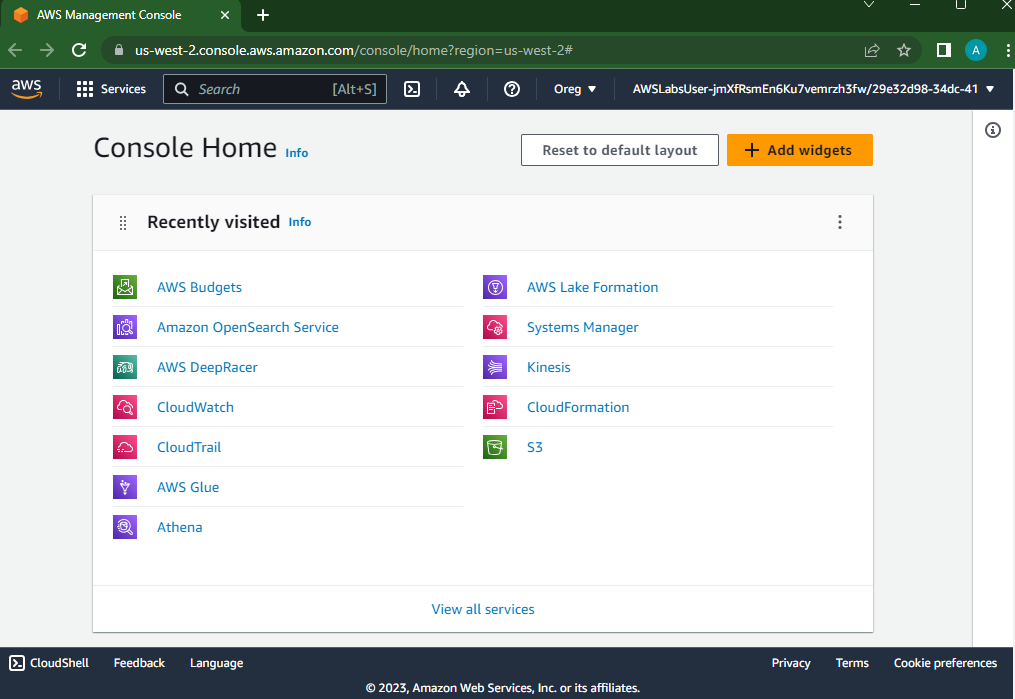 AWS Management Console
us-west-2.console.aws.amazon.com/console/home?region=us-west-2#
A
aws
Services
Search
[Alt+S]
Oreg
AWSLabsUser-jmXfRsmEn6Ku7vemrzh3fw/29e32d98-34dc-41
Console Home Info
Reset to default layout
Add widgets
Recently visited Info
AWS Budgets
Amazon OpenSearch Service
AWS DeepRacer
CloudWatch
CloudTrail
AWS Glue
Athena
AWS Lake Formation
Systems Manager
Kinesis
CloudFormation
S3
View all services
CloudShell
Feedback
Language
Privacy
Terms
Cookie preferences
© 2023, Amazon Web Services, Inc. or its affiliates.